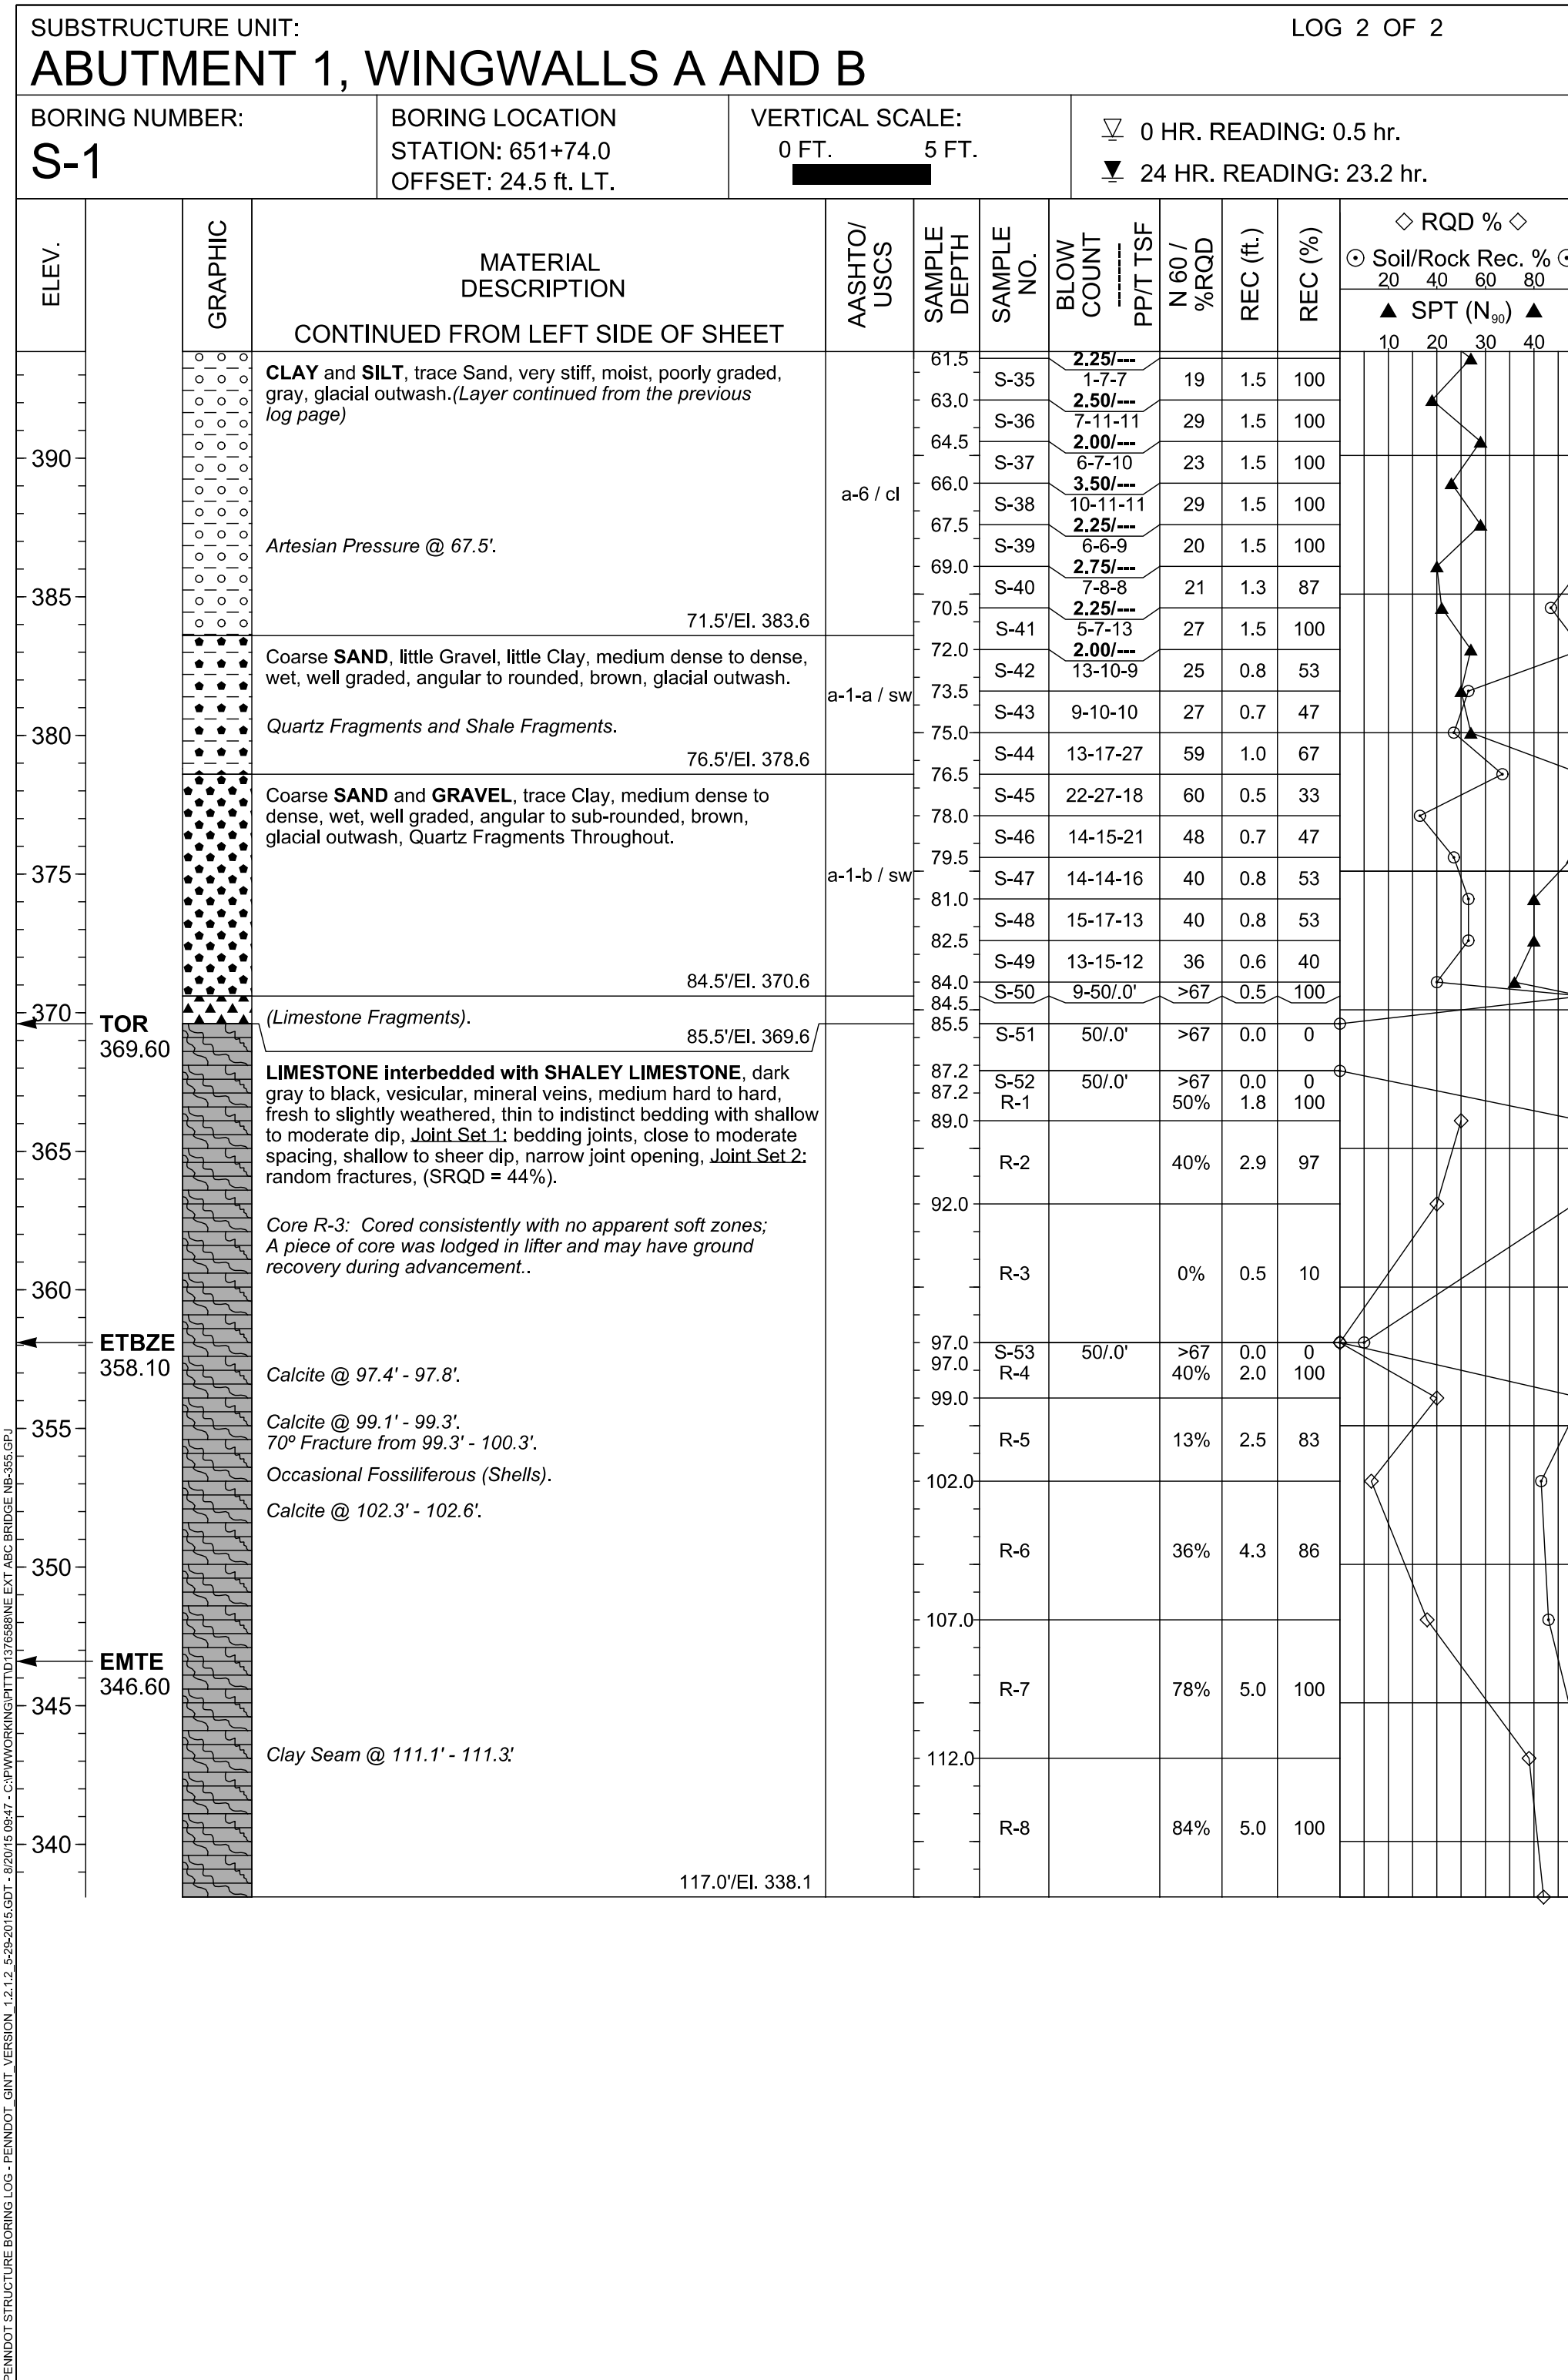 SUBSTRUCTURE UNIT:
LOG 2 OF 2
ABUTMENT 1, WINGWALLS A AND B
BORING NUMBER:
S-1
BORING LOCATION
STATION: 651+74.0
OFFSET: 24.5 ft. LT.
VERTICAL SCALE:
0 FT. 5 FT.
0 HR. READING: 0.5 hr.
24 HR. READING: 23.2 hr.
ELEV.
GRAPHIC
MATERIAL
DESCRIPTION
CONTINUED FROM LEFT SIDE OF SHEET
AASHTO/
USCS
SAMPLE
DEPTH
SAMPLE
NO.
BLOW
COUNT
---------
PP/T TSF
N 60 /
%RQD
REC (ft.)
REC (%)
◇ RQD % ◇
⊙ Soil/Rock Rec. %
20 40 60 80
▲ SPT (N90) ▲
10 20 30 40
390
385
380
375
370
365
360
355
350
345
340
TOR
369.60
ETBZE
358.10
EMTE
346.60
CLAY and SILT, trace Sand, very stiff, moist, poorly graded,
gray, glacial outwash.(Layer continued from the previous
log page)
Artesian Pressure @ 67.5'.
71.5'/El. 383.6
Coarse SAND, little Gravel, little Clay, medium dense to dense,
wet, well graded, angular to rounded, brown, glacial outwash.
Quartz Fragments and Shale Fragments.
76.5'/El. 378.6
Coarse SAND and GRAVEL, trace Clay, medium dense to
dense, wet, well graded, angular to sub-rounded, brown,
glacial outwash, Quartz Fragments Throughout.
84.5'/El. 370.6
(Limestone Fragments).
85.5'/El. 369.6
LIMESTONE interbedded with SHALEY LIMESTONE, dark
gray to black, vesicular, mineral veins, medium hard to hard,
fresh to slightly weathered, thin to indistinct bedding with shallow
to moderate dip, Joint Set 1: bedding joints, close to moderate
spacing, shallow to sheer dip, narrow joint opening, Joint Set 2:
random fractures, (SRQD = 44%).
Core R-3: Cored consistently with no apparent soft zones;
A piece of core was lodged in lifter and may have ground
recovery during advancement..
Calcite @ 97.4' - 97.8'.
Calcite @ 99.1' - 99.3'.
70º Fracture from 99.3' - 100.3'.
Occasional Fossiliferous (Shells).
Calcite @ 102.3' - 102.6'.
Clay Seam @ 111.1' - 111.3'
117.0'/El. 338.1
a-6 / cl
a-1-a / sw
a-1-b / sw
61.5 2.25/---
S-35 1-7-7 19 1.5 100
63.0 2.50/---
S-36 7-11-11 29 1.5 100
64.5 2.00/---
S-37 6-7-10 23 1.5 100
66.0 3.50/---
S-38 10-11-11 29 1.5 100
67.5 2.25/---
S-39 6-6-9 20 1.5 100
69.0 2.75/---
S-40 7-8-8 21 1.3 87
70.5 2.25/---
S-41 5-7-13 27 1.5 100
72.0 2.00/---
S-42 13-10-9 25 0.8 53
73.5
S-43 9-10-10 27 0.7 47
75.0
S-44 13-17-27 59 1.0 67
76.5
S-45 22-27-18 60 0.5 33
78.0
S-46 14-15-21 48 0.7 47
79.5
S-47 14-14-16 40 0.8 53
81.0
S-48 15-17-13 40 0.8 53
82.5
S-49 13-15-12 36 0.6 40
84.0
S-50 9-50/.0' >67 0.5 100
84.5
85.5
S-51 50/.0' >67 0.0 0
87.2
S-52 50/.0' >67 0.0 0
87.2
R-1 50% 1.8 100
89.0
R-2 40% 2.9 97
92.0
R-3 0% 0.5 10
97.0
S-53 50/.0' >67 0.0 0
97.0
R-4 40% 2.0 100
99.0
R-5 13% 2.5 83
102.0
R-6 36% 4.3 86
107.0
R-7 78% 5.0 100
112.0
R-8 84% 5.0 100
PENNDOT STRUCTURE BORING LOG - PENNDOT_GINT_VERSION_1.2.1.2_5-29-2015.GDT - 8/20/15 09:47 - C:\PWWORKING\PITT\D1376588\NE EXT ABC BRIDGE NB-355.GPJ